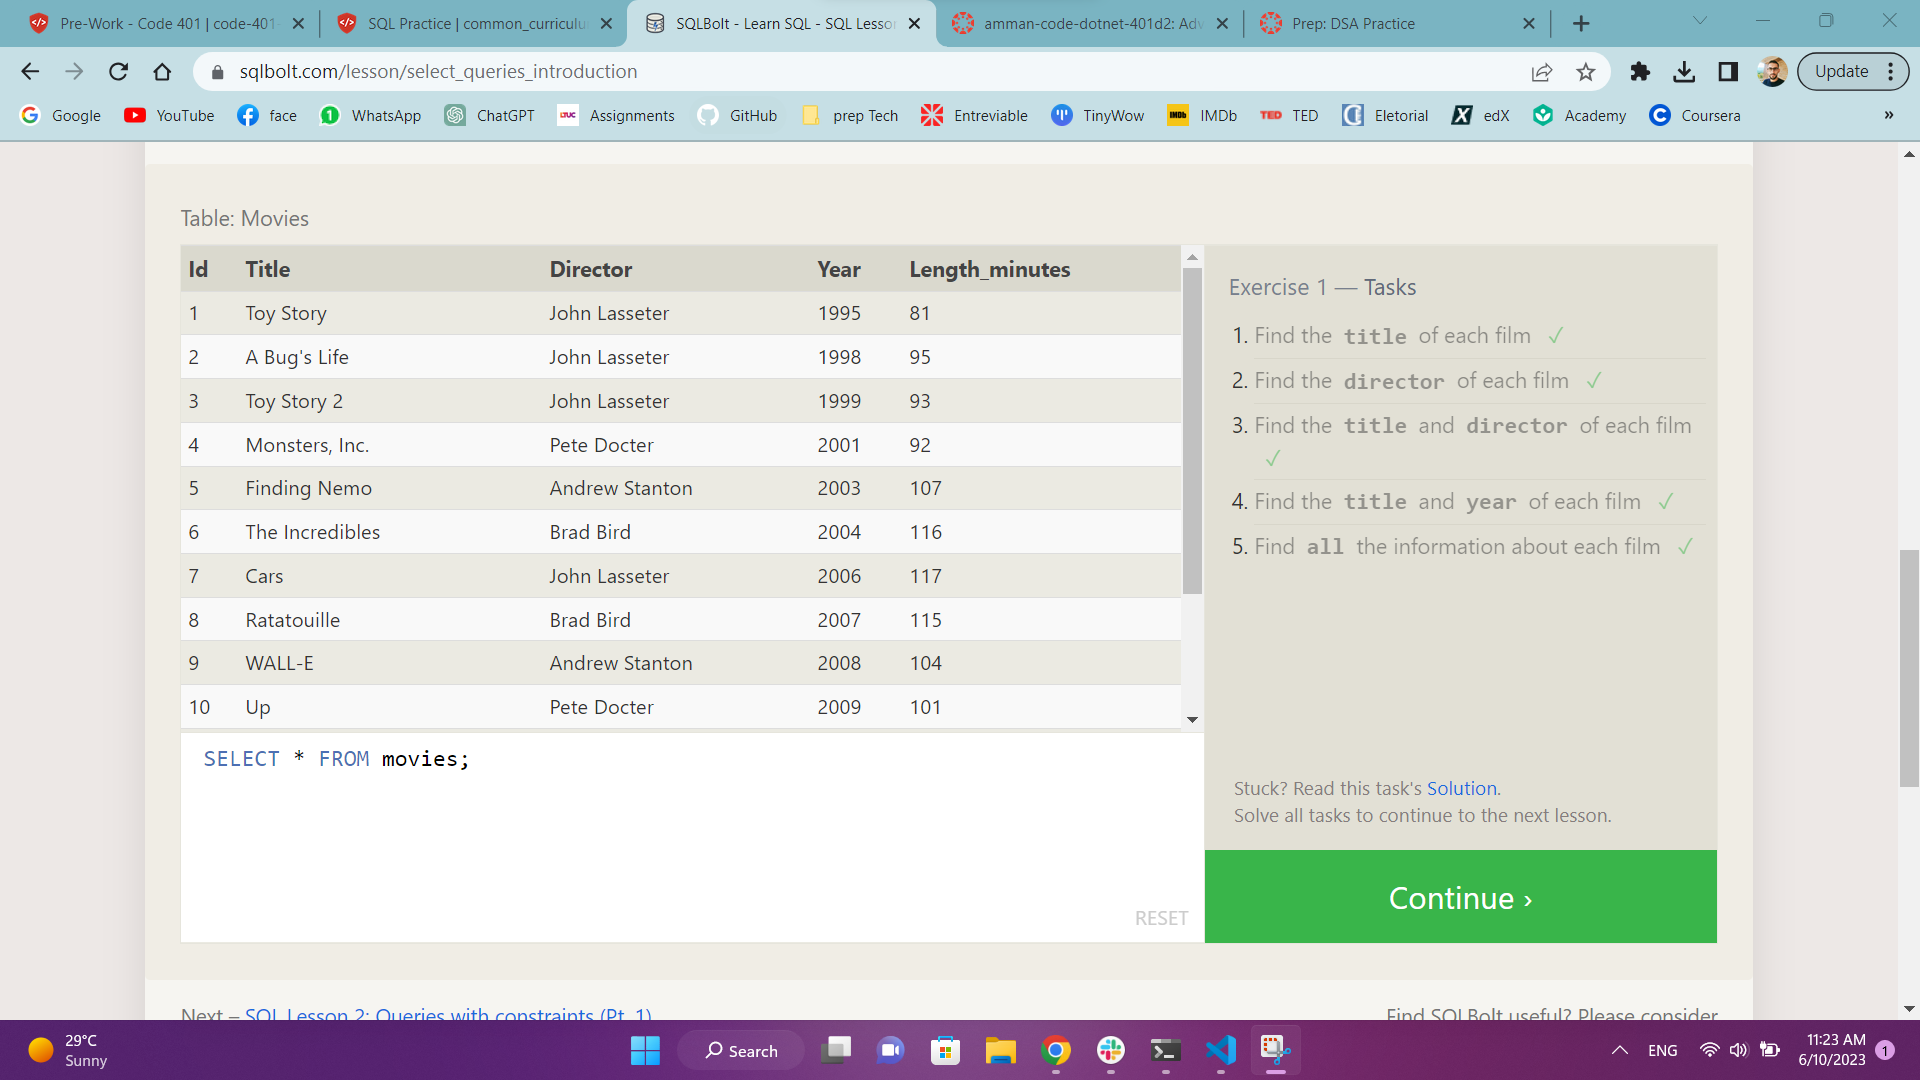 Pre-Work - Code 401 | code-401-
SQL Practice | common_curriculu
SQLBolt - Learn SQL - SQL Lesson
amman-code-dotnet-401d2: Adv
Prep: DSA Practice
sqlbolt.com/lesson/select_queries_introduction
Update
Google
YouTube
face
WhatsApp
ChatGPT
LTUC
Assignments
GitHub
prep Tech
Entreviable
TinyWow
IMDb
IMDb
TED
TED
Eletorial
edX
Academy
Coursera
»
Table: Movies
Id Title Director Year Length_minutes
1 Toy Story John Lasseter 1995 81
2 A Bug's Life John Lasseter 1998 95
3 Toy Story 2 John Lasseter 1999 93
4 Monsters, Inc. Pete Docter 2001 92
5 Finding Nemo Andrew Stanton 2003 107
6 The Incredibles Brad Bird 2004 116
7 Cars John Lasseter 2006 117
8 Ratatouille Brad Bird 2007 115
9 WALL-E Andrew Stanton 2008 104
10 Up Pete Docter 2009 101
SELECT * FROM movies;
RESET
Exercise 1 — Tasks
1. Find the title of each film ✓
2. Find the director of each film ✓
3. Find the title and director of each film
✓
4. Find the title and year of each film ✓
5. Find all the information about each film ✓
Stuck? Read this task's Solution.
Solve all tasks to continue to the next lesson.
Continue ›
Next – SQL Lesson 2: Queries with constraints (Pt. 1)
Find SQLBolt useful? Please consider
29°C
Sunny
Search
ENG
11:23 AM
6/10/2023
1